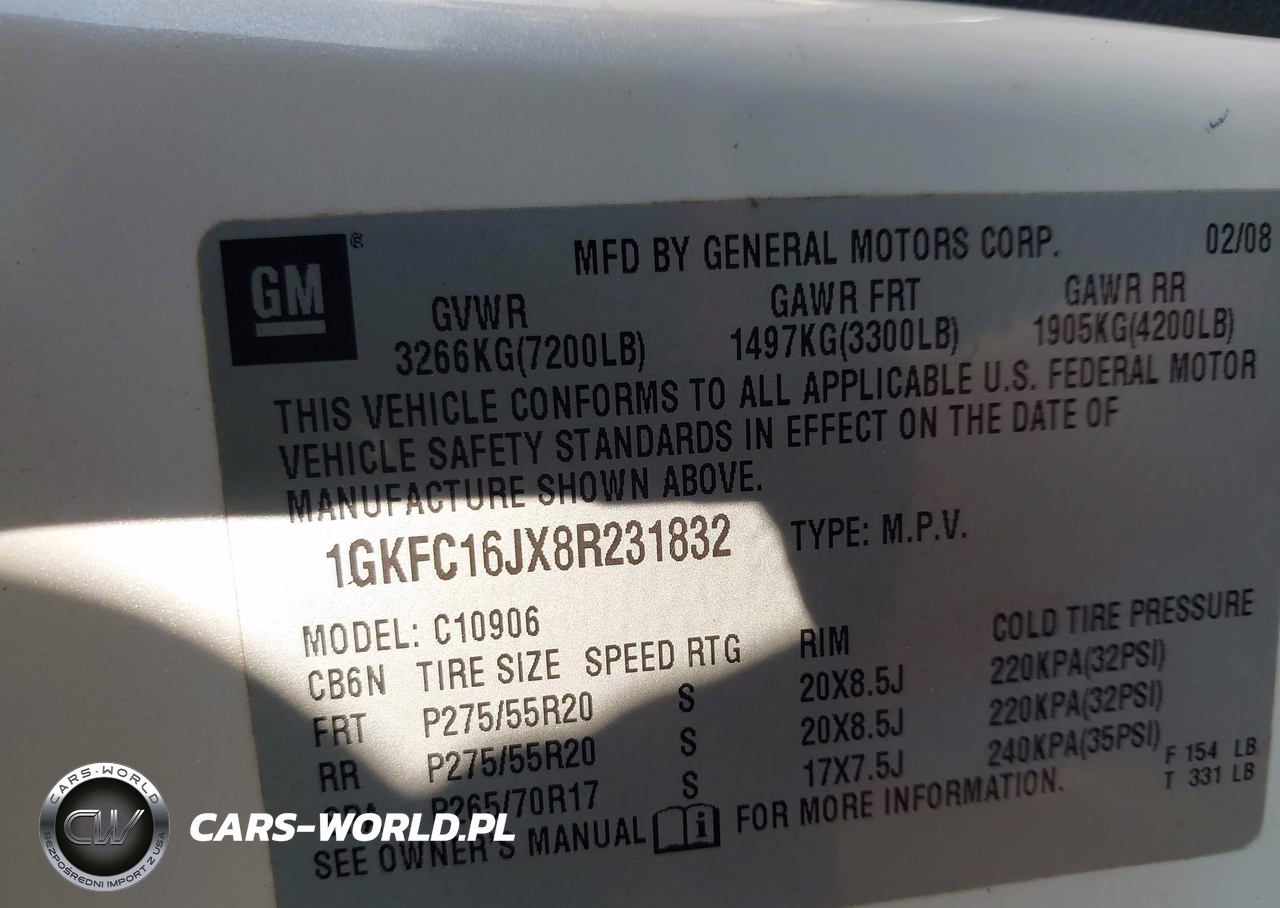 GM ®
MFD BY GENERAL MOTORS CORP. 02/08
GVWR GAWR FRT GAWR RR
3266KG(7200LB) 1497KG(3300LB) 1905KG(4200LB)
THIS VEHICLE CONFORMS TO ALL APPLICABLE U.S. FEDERAL MOTOR
VEHICLE SAFETY STANDARDS IN EFFECT ON THE DATE OF
MANUFACTURE SHOWN ABOVE.
1GKFC16JX8R231832 TYPE: M.P.V.
MODEL: C10906
CB6N TIRE SIZE SPEED RTG RIM COLD TIRE PRESSURE
FRT P275/55R20 S 20X8.5J 220KPA(32PSI)
RR P275/55R20 S 20X8.5J 220KPA(32PSI)
SPA P265/70R17 S 17X7.5J 240KPA(35PSI)
F 154 LB
T 331 LB
SEE OWNER'S MANUAL i FOR MORE INFORMATION.
CARS-WORLD
CW
BEZPOŚREDNI IMPORT Z USA
CARS-WORLD.PL